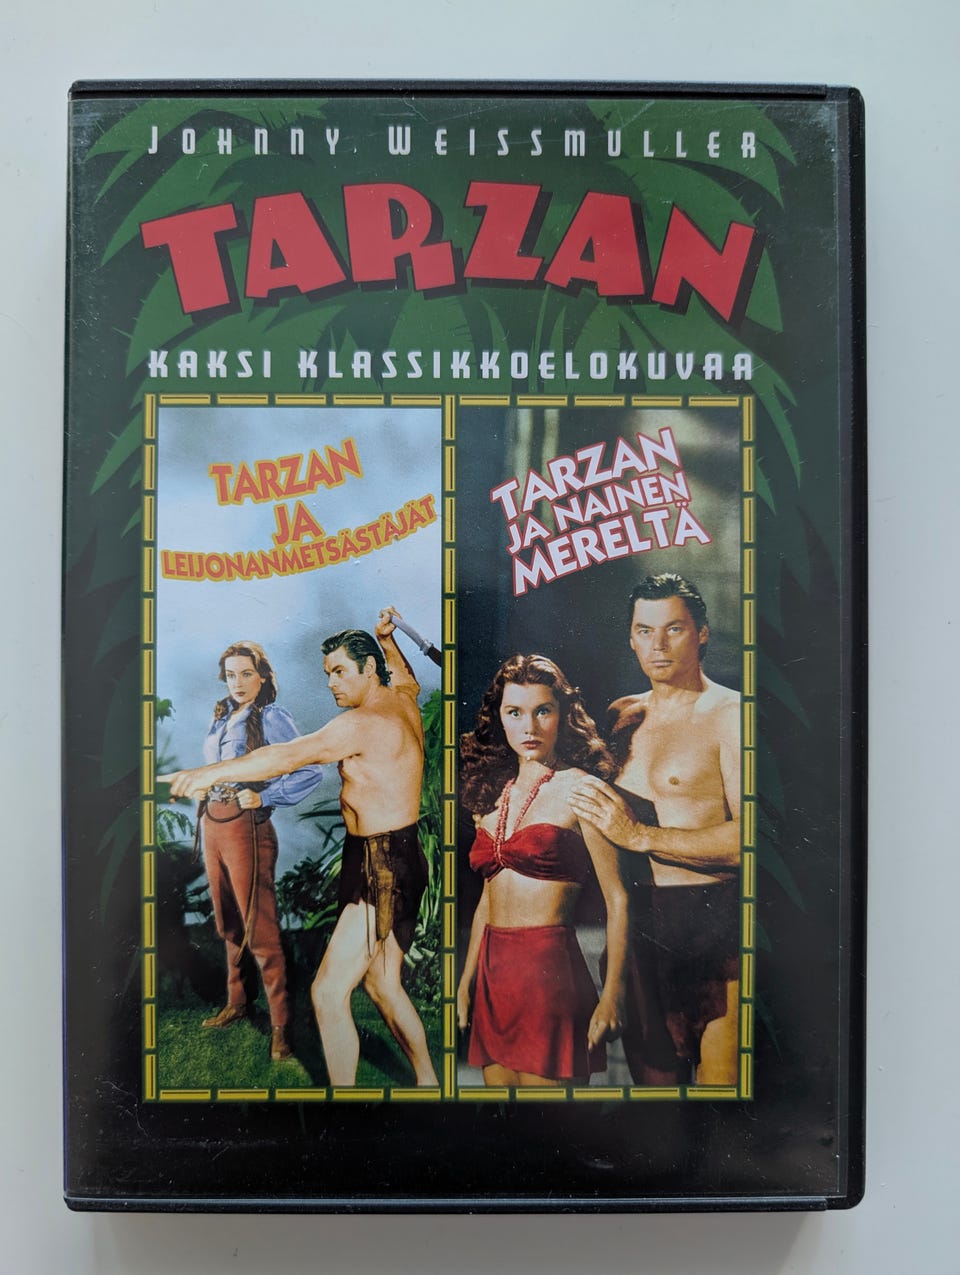 JOHNNY WEISSMULLER
TARZAN
KAKSI KLASSIKKOELOKUVAA
TARZAN
JA
LEIJONANMETSÄSTÄJÄT
TARZAN
JA NAINEN
MERELTÄ